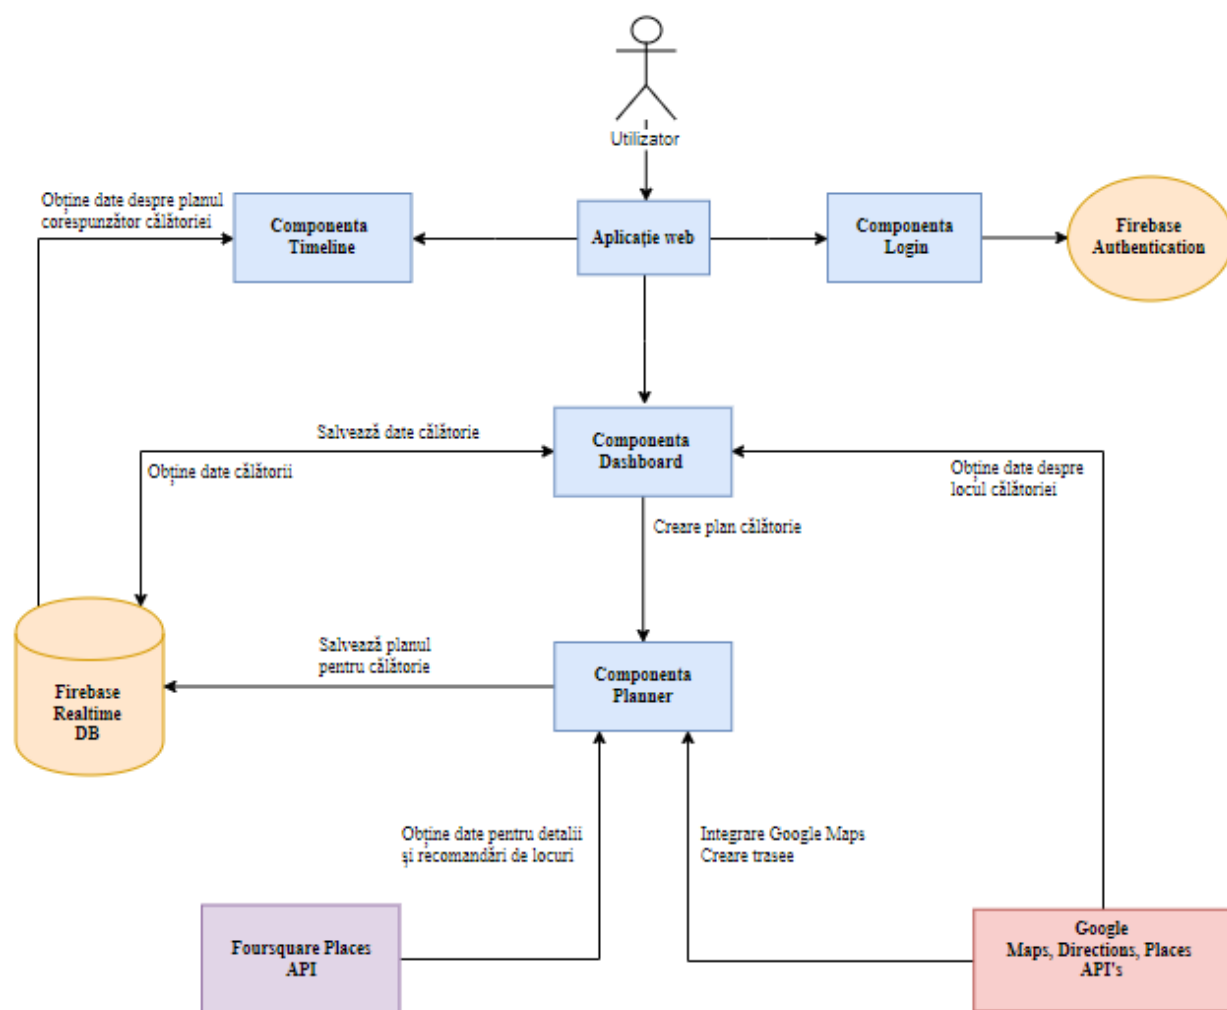 Utilizator
Obține date despre planul
corespunzător călătoriei
Componenta
Timeline
Aplicație web
Componenta
Login
Firebase
Authentication
Salvează date călătorie
Obține date călătorii
Componenta
Dashboard
Obține date despre
locul călătoriei
Creare plan călătorie
Salvează planul
pentru călătorie
Componenta
Planner
Firebase
Realtime
DB
Obține date pentru detalii
și recomandări de locuri
Integrare Google Maps
Creare trasee
Foursquare Places
API
Google
Maps, Directions, Places
API's